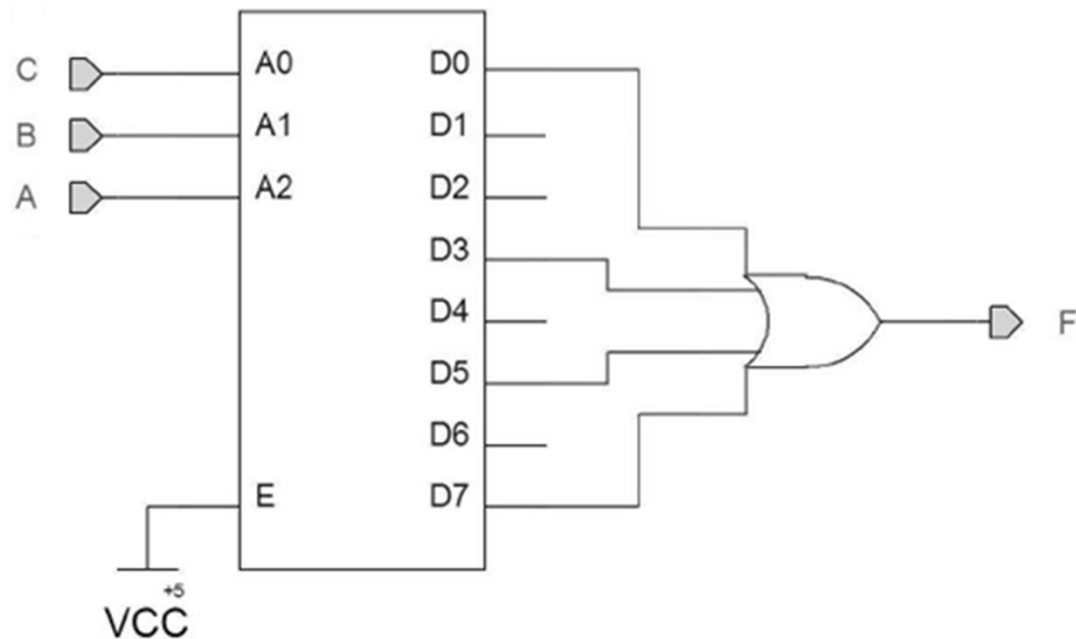 C A0 D0
B A1 D1
A A2 D2
D3
D4 F
D5
D6
E D7
+5
VCC